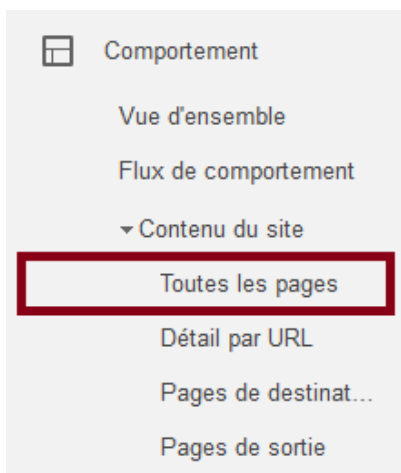 Comportement
Vue d'ensemble
Flux de comportement
Contenu du site
Toutes les pages
Détail par URL
Pages de destinat...
Pages de sortie